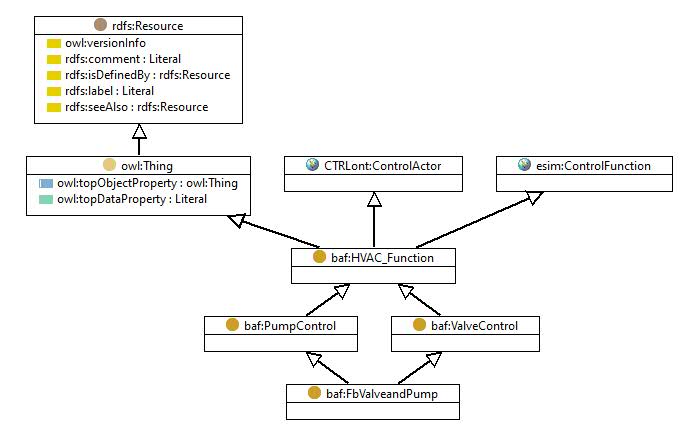 rdfs:Resource
owl:versionInfo
rdfs:comment : Literal
rdfs:isDefinedBy : rdfs:Resource
rdfs:label : Literal
rdfs:seeAlso : rdfs:Resource
owl:Thing
owl:topObjectProperty : owl:Thing
owl:topDataProperty : Literal
CTRLont:ControlActor
esim:ControlFunction
baf:HVAC_Function
baf:PumpControl
baf:ValveControl
baf:FbValveandPump